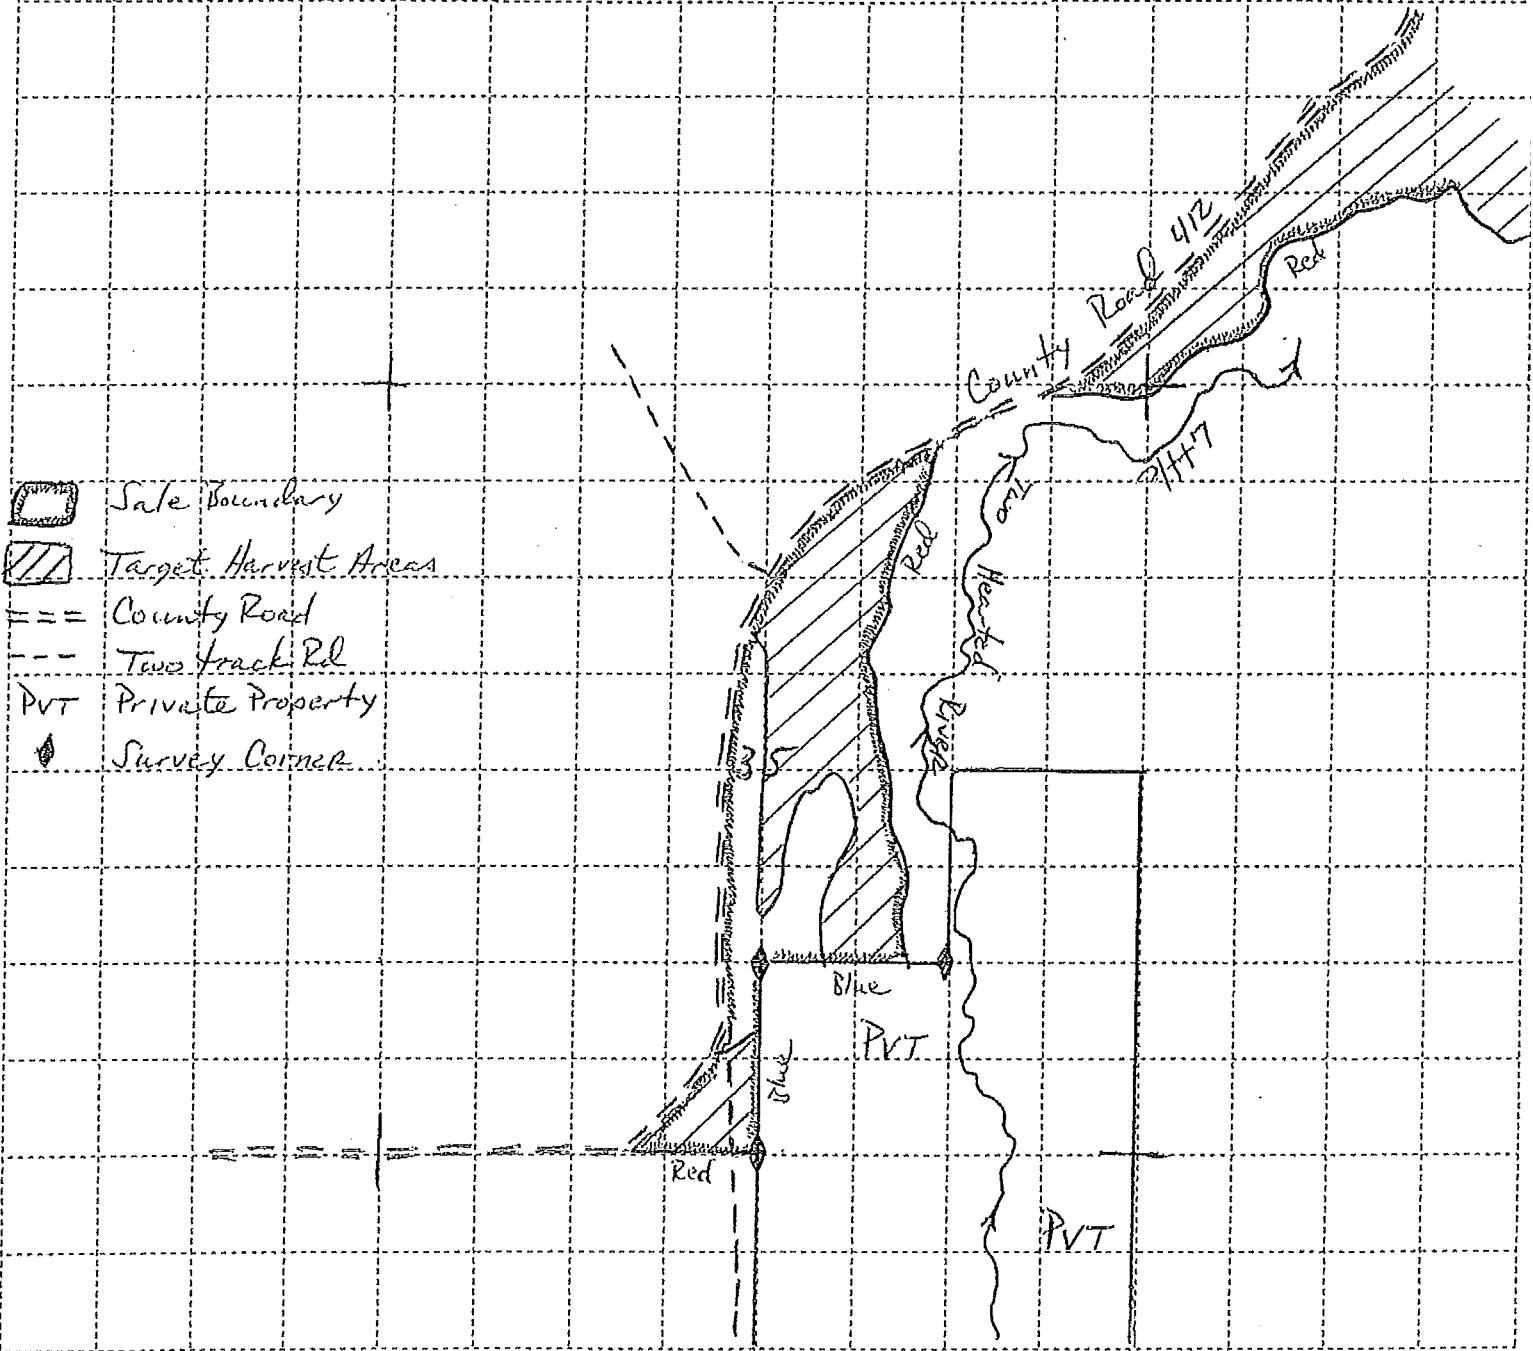 County Road 412
Red
Sale Boundary
Target Harvest Areas
County Road
Two track Rd
PVT Private Property
Survey Corner
Red
Two Hearted River
35
Blue
PVT
Blue
Red
PVT